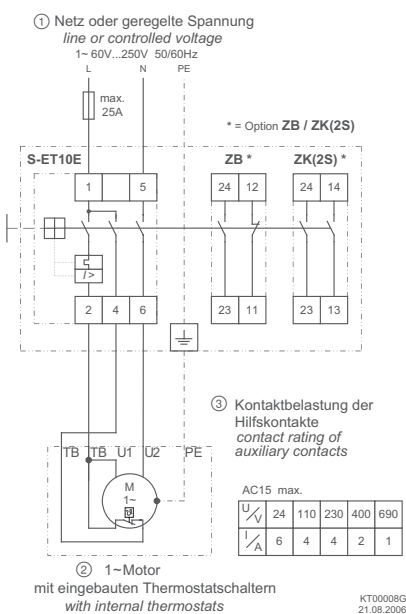 ① Netz oder geregelte Spannung
line or controlled voltage
1~ 60V...250V 50/60Hz
L N PE
max.
25A
* = Option ZB / ZK(2S)
S-ET10E ZB * ZK(2S) *
1 5 24 12 24 14
I >
2 4 6 23 11 23 13
③ Kontaktbelastung der
Hilfskontakte
contact rating of
auxiliary contacts
TB TB U1 U2 PE
M
1~
AC15 max.
U/V 24 110 230 400 690
I/A 6 4 4 2 1
② 1~Motor
mit eingebauten Thermostatschaltern
with internal thermostats
KT00008G
21.08.2006